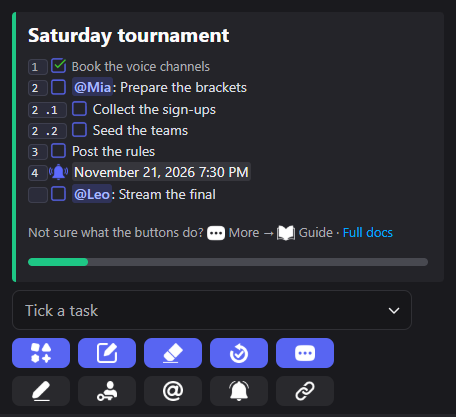 Saturday tournament
1 Book the voice channels
2 @Mia: Prepare the brackets
2 .1 Collect the sign-ups
2 .2 Seed the teams
3 Post the rules
4 November 21, 2026 7:30 PM
@Leo: Stream the final
Not sure what the buttons do? More → Guide · Full docs
Tick a task